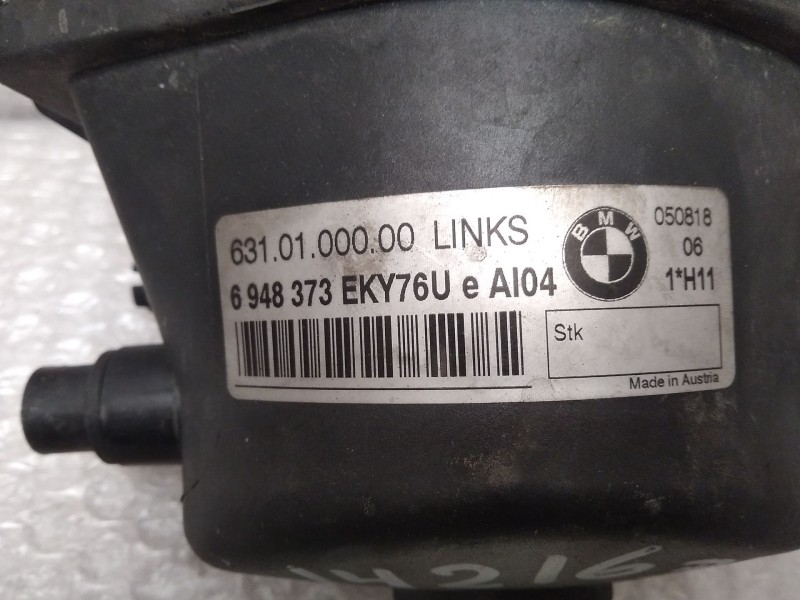 631.01.000.00 LINKS
6 948 373 EKY76U e AI04
BMW
050818
06
1*H11
Stk
Made in Austria
14216